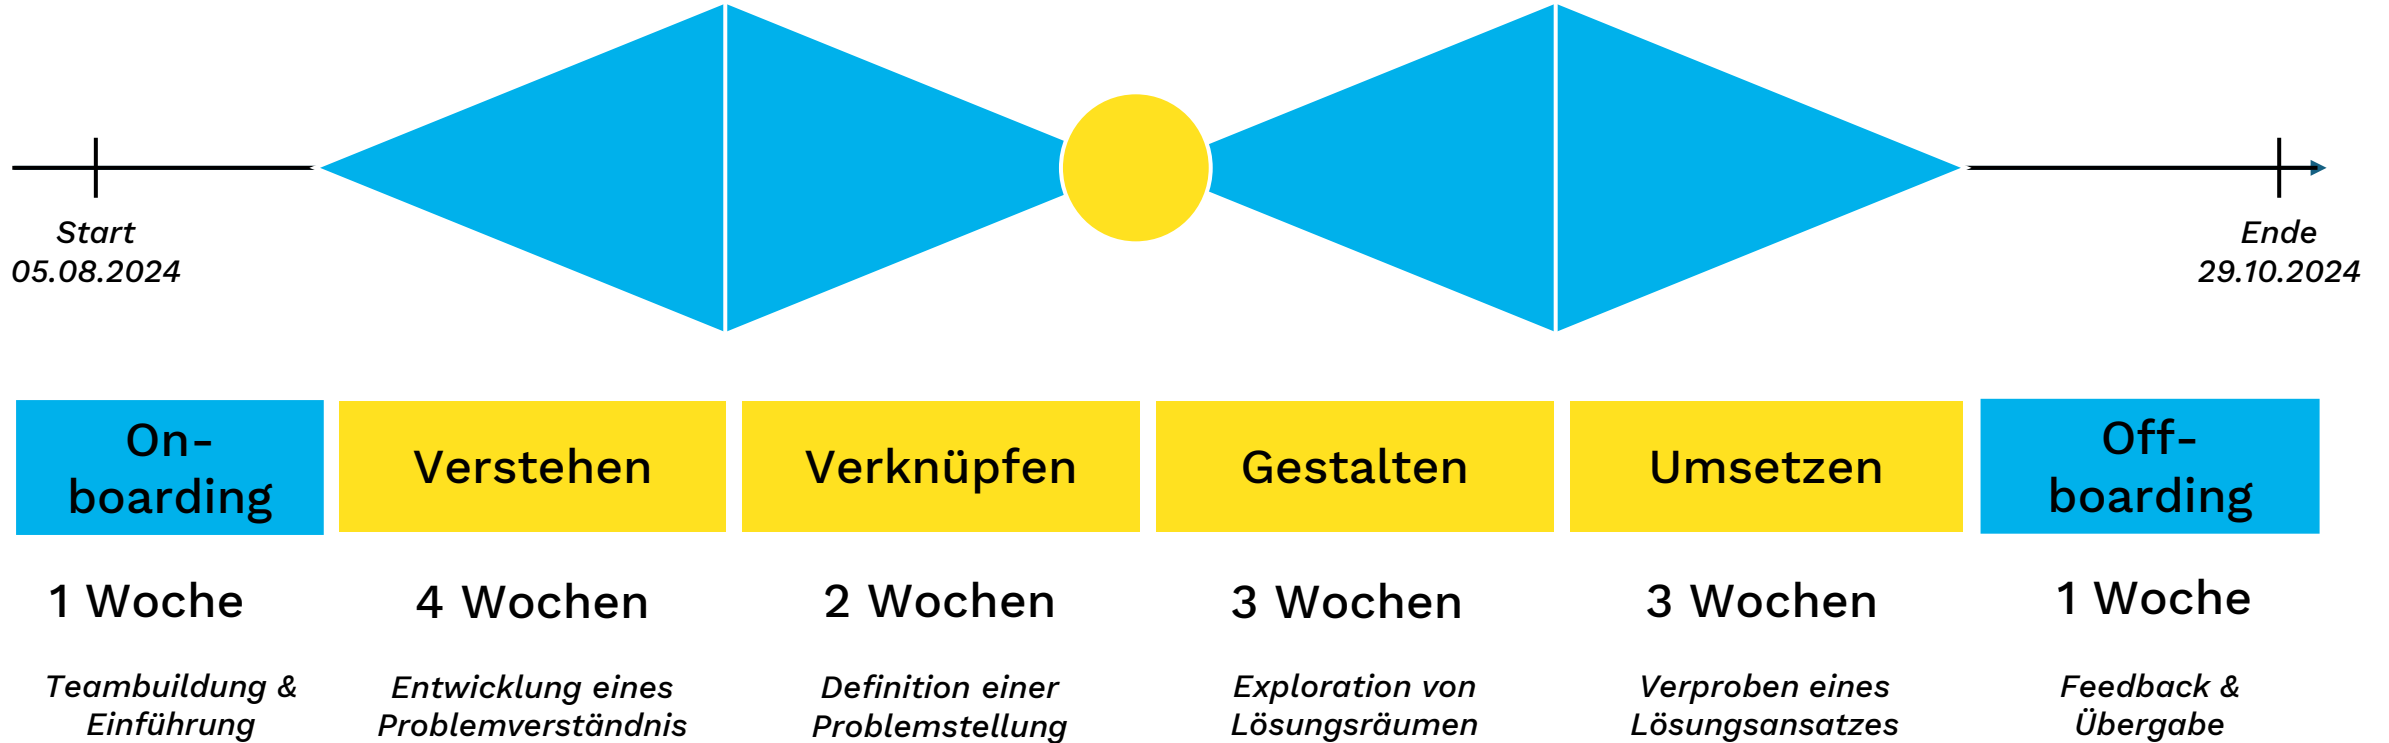 Start
05.08.2024
Ende
29.10.2024
On-
boarding
Verstehen
Verknüpfen
Gestalten
Umsetzen
Off-
boarding
1 Woche
4 Wochen
2 Wochen
3 Wochen
3 Wochen
1 Woche
Teambuildung &
Einführung
Entwicklung eines
Problemverständnis
Definition einer
Problemstellung
Exploration von
Lösungsräumen
Verproben eines
Lösungsansatzes
Feedback &
Übergabe